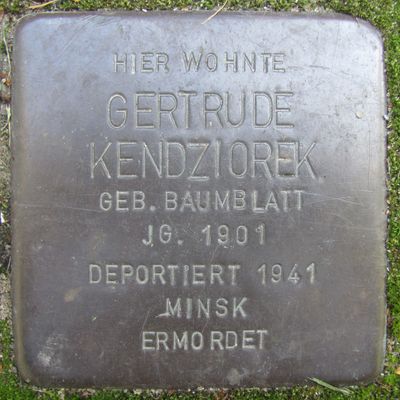 HIER WOHNTE
GERTRUDE
KENDZIOREK
GEB. BAUMBLATT
JG. 1901
DEPORTIERT 1941
MINSK
ERMORDET